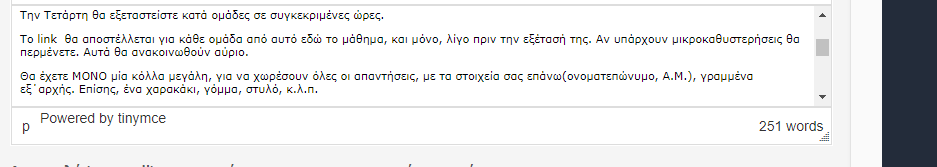 Την Τετάρτη θα εξεταστείστε κατά ομάδες σε συγκεκριμένες ώρες.
Το link θα αποστέλλεται για κάθε ομάδα από αυτό εδώ το μάθημα, και μόνο, λίγο πριν την εξέτασή της. Αν υπάρχουν μικροκαθυστερήσεις θα
περμένετε. Αυτά θα ανακοινωθούν αύριο.
Θα έχετε ΜΟΝΟ μία κόλλα μεγάλη, για να χωρέσουν όλες οι απαντήσεις, με τα στοιχεία σας επάνω(ονοματεπώνυμο, Α.Μ.), γραμμένα
εξ΄αρχής. Επίσης, ένα χαρακάκι, γόμμα, στυλό, κ.λ.π.
p Powered by tinymce 251 words